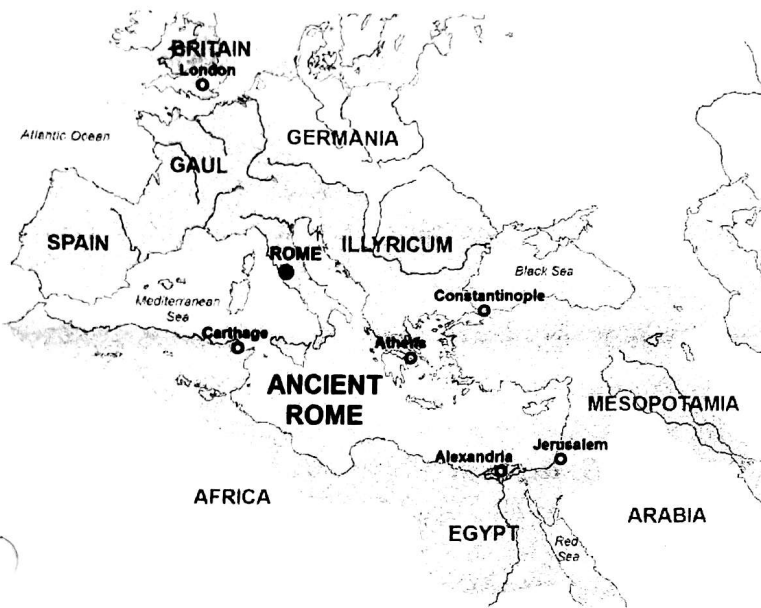 BRITAIN
London
Atlantic Ocean
GERMANIA
GAUL
SPAIN
ROME
ILLYRICUM
Black Sea
Mediterranean
Sea
Constantinople
Carthage
Athens
ANCIENT
ROME
MESOPOTAMIA
Alexandria
Jerusalem
AFRICA
ARABIA
EGYPT
Red
Sea